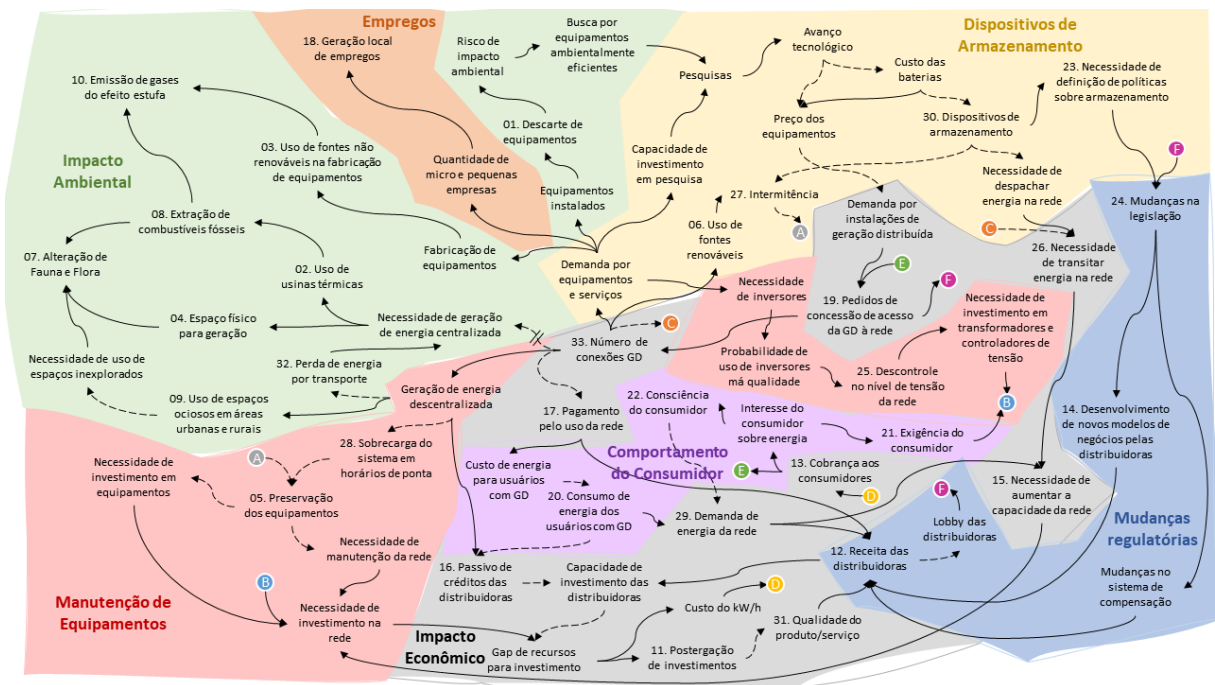 Empregos
18. Geração local
de empregos
Risco de
impacto
ambiental
Busca por
equipamentos
ambientalmente
eficientes
Dispositivos de
Armazenamento
Avanço
tecnológico
Pesquisas
Custo das
baterias
23. Necessidade de
definição de políticas
sobre armazenamento
10. Emissão de gases
do efeito estufa
Preço dos
equipamentos
30. Dispositivos de
armazenamento
01. Descarte de
equipamentos
03. Uso de fontes não
renováveis na fabricação
de equipamentos
Impacto
Ambiental
Quantidade de
micro e pequenas
empresas
Capacidade de
investimento
em pesquisa
F
Equipamentos
instalados
27. Intermitência
Necessidade de
despachar
energia na rede
24. Mudanças na
legislação
08. Extração de
combustíveis fósseis
06. Uso de
fontes
renováveis
A
Demanda por
instalações de
geração distribuída
C
26. Necessidade
de transitar
energia na rede
07. Alteração de
Fauna e Flora
Fabricação de
equipamentos
02. Uso de
usinas térmicas
Demanda por
equipamentos
e serviços
Necessidade
de inversores
E
F
19. Pedidos de
concessão de acesso
da GD à rede
Necessidade de
investimento em
transformadores e
controladores de
tensão
04. Espaço físico
para geração
Necessidade de geração
de energia centralizada
C
33. Número de
conexões GD
Necessidade de uso de
espaços inexplorados
32. Perda de energia
por transporte
Probabilidade de
uso de inversores
má qualidade
25. Descontrole
no nível de tensão
da rede
Geração de energia
descentralizada
09. Uso de espaços
ociosos em áreas
urbanas e rurais
17. Pagamento
pelo uso da rede
22. Consciência
do consumidor
Interesse do
consumidor
sobre energia
B
14. Desenvolvimento
de novos modelos de
negócios pelas
distribuidoras
28. Sobrecarga do
sistema em
horários de ponta
21. Exigência do
consumidor
Comportamento
do Consumidor
A
Necessidade de
investimento em
equipamentos
Custo de energia
para usuários
com GD
E
13. Cobrança aos
consumidores
D
05. Preservação
dos equipamentos
20. Consumo de
energia dos
usuários com GD
F
15. Necessidade de
aumentar a
capacidade da rede
29. Demanda de
energia da rede
Lobby das
distribuidoras
Mudanças
regulatórias
Necessidade de
manutenção da rede
16. Passivo de
créditos das
distribuidoras
Capacidade de
investimento das
distribuidoras
12. Receita das
distribuidoras
Mudanças no
sistema de
compensação
B
D
Manutenção de
Equipamentos
Necessidade de
investimento na
rede
Custo do kW/h
31. Qualidade do
produto/serviço
Impacto
Econômico
Gap de recursos
para investimento
11. Postergação
de investimentos